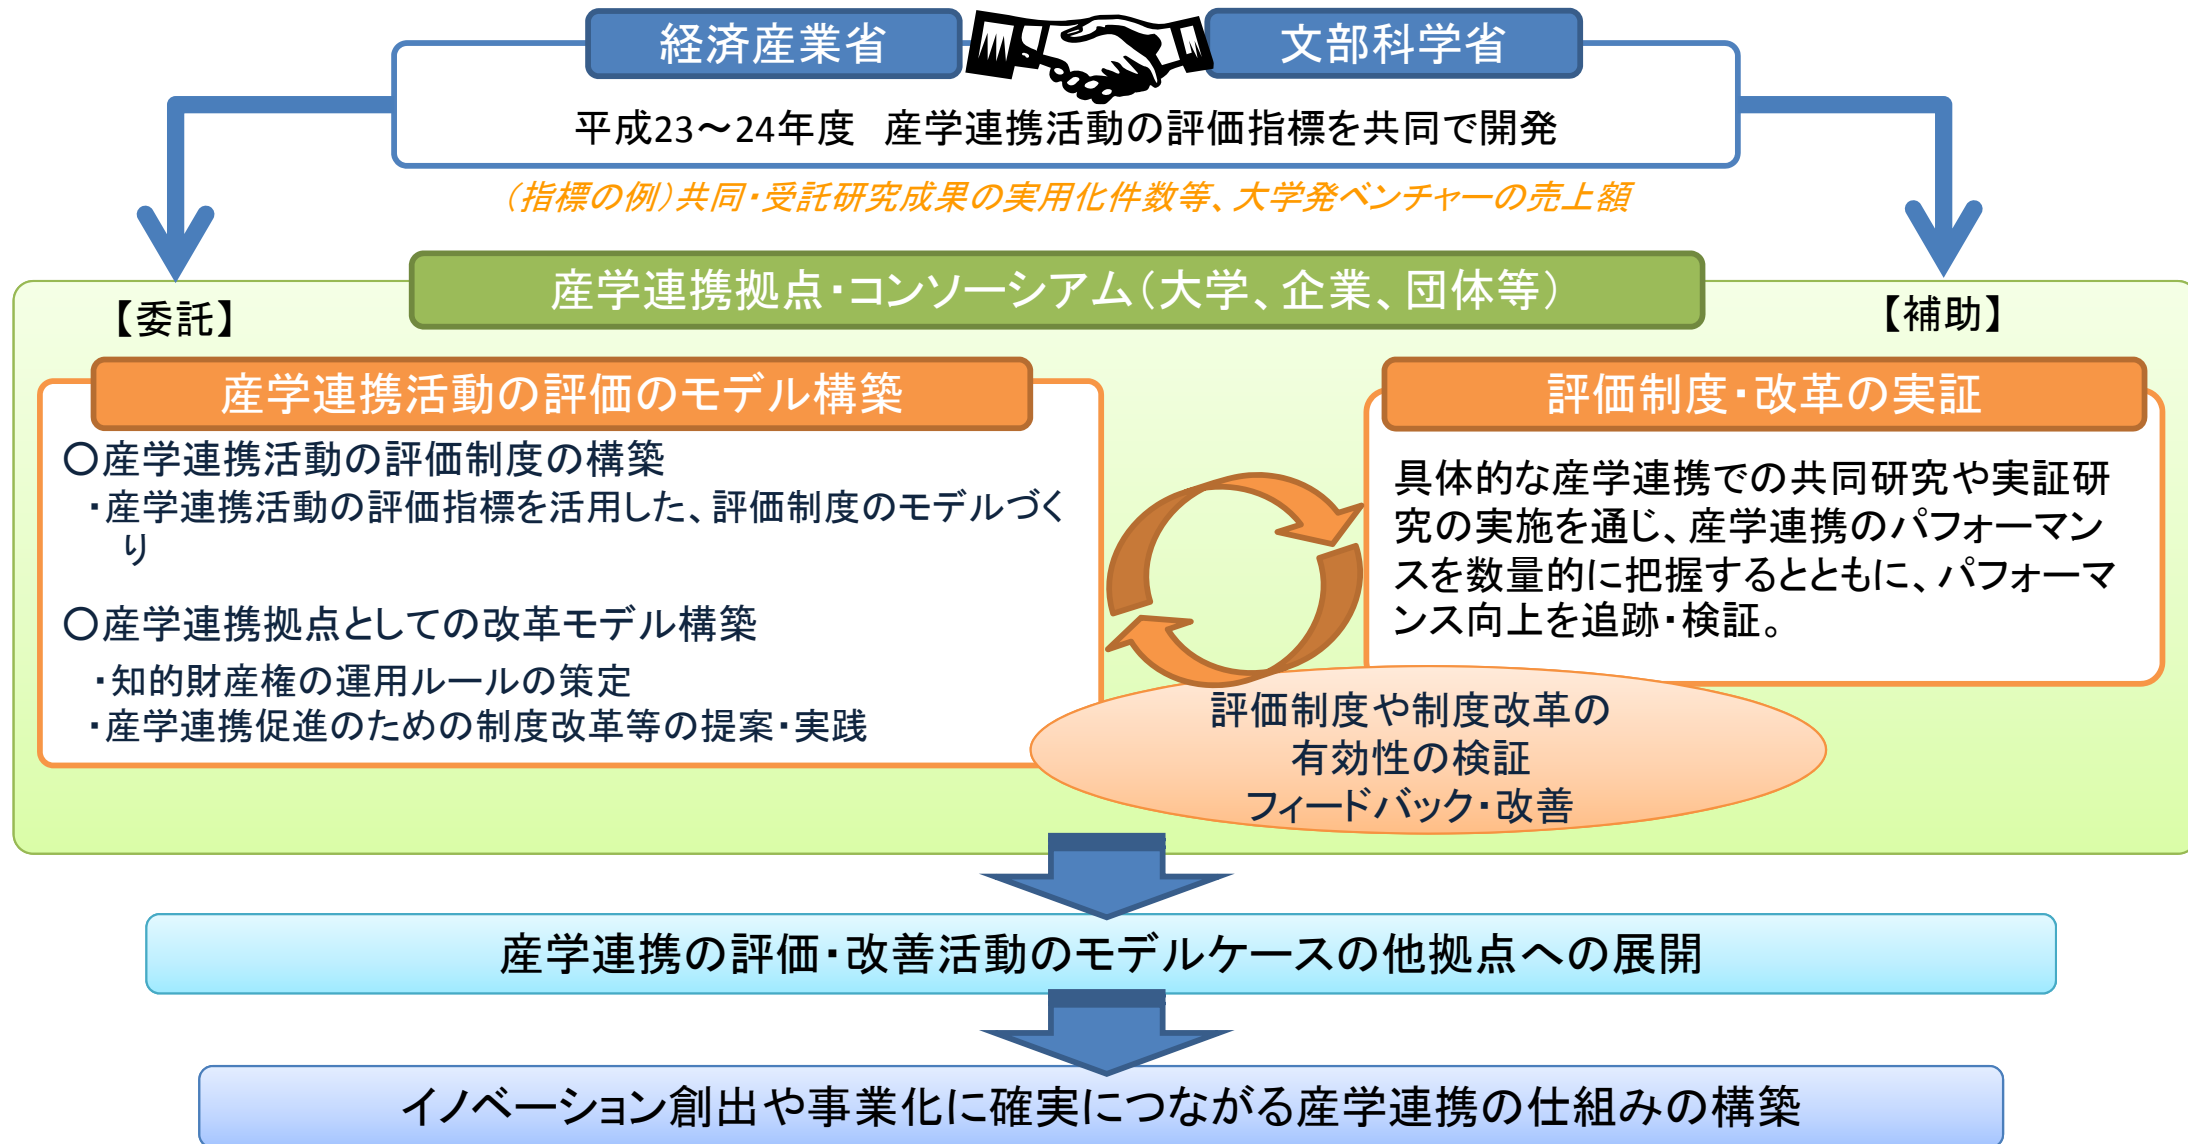 経済産業省
文部科学省
平成23～24年度　産学連携活動の評価指標を共同で開発
（指標の例）共同・受託研究成果の実用化件数等、大学発ベンチャーの売上額
産学連携拠点・コンソーシアム（大学、企業、団体等）
【委託】
【補助】
産学連携活動の評価のモデル構築
○産学連携活動の評価制度の構築
・産学連携活動の評価指標を活用した、評価制度のモデルづく
り
○産学連携拠点としての改革モデル構築
・知的財産権の運用ルールの策定
・産学連携促進のための制度改革等の提案・実践
評価制度・改革の実証
具体的な産学連携での共同研究や実証研
究の実施を通じ、産学連携のパフォーマン
スを数量的に把握するとともに、パフォーマ
ンス向上を追跡・検証。
評価制度や制度改革の
有効性の検証
フィードバック・改善
産学連携の評価・改善活動のモデルケースの他拠点への展開
イノベーション創出や事業化に確実につながる産学連携の仕組みの構築